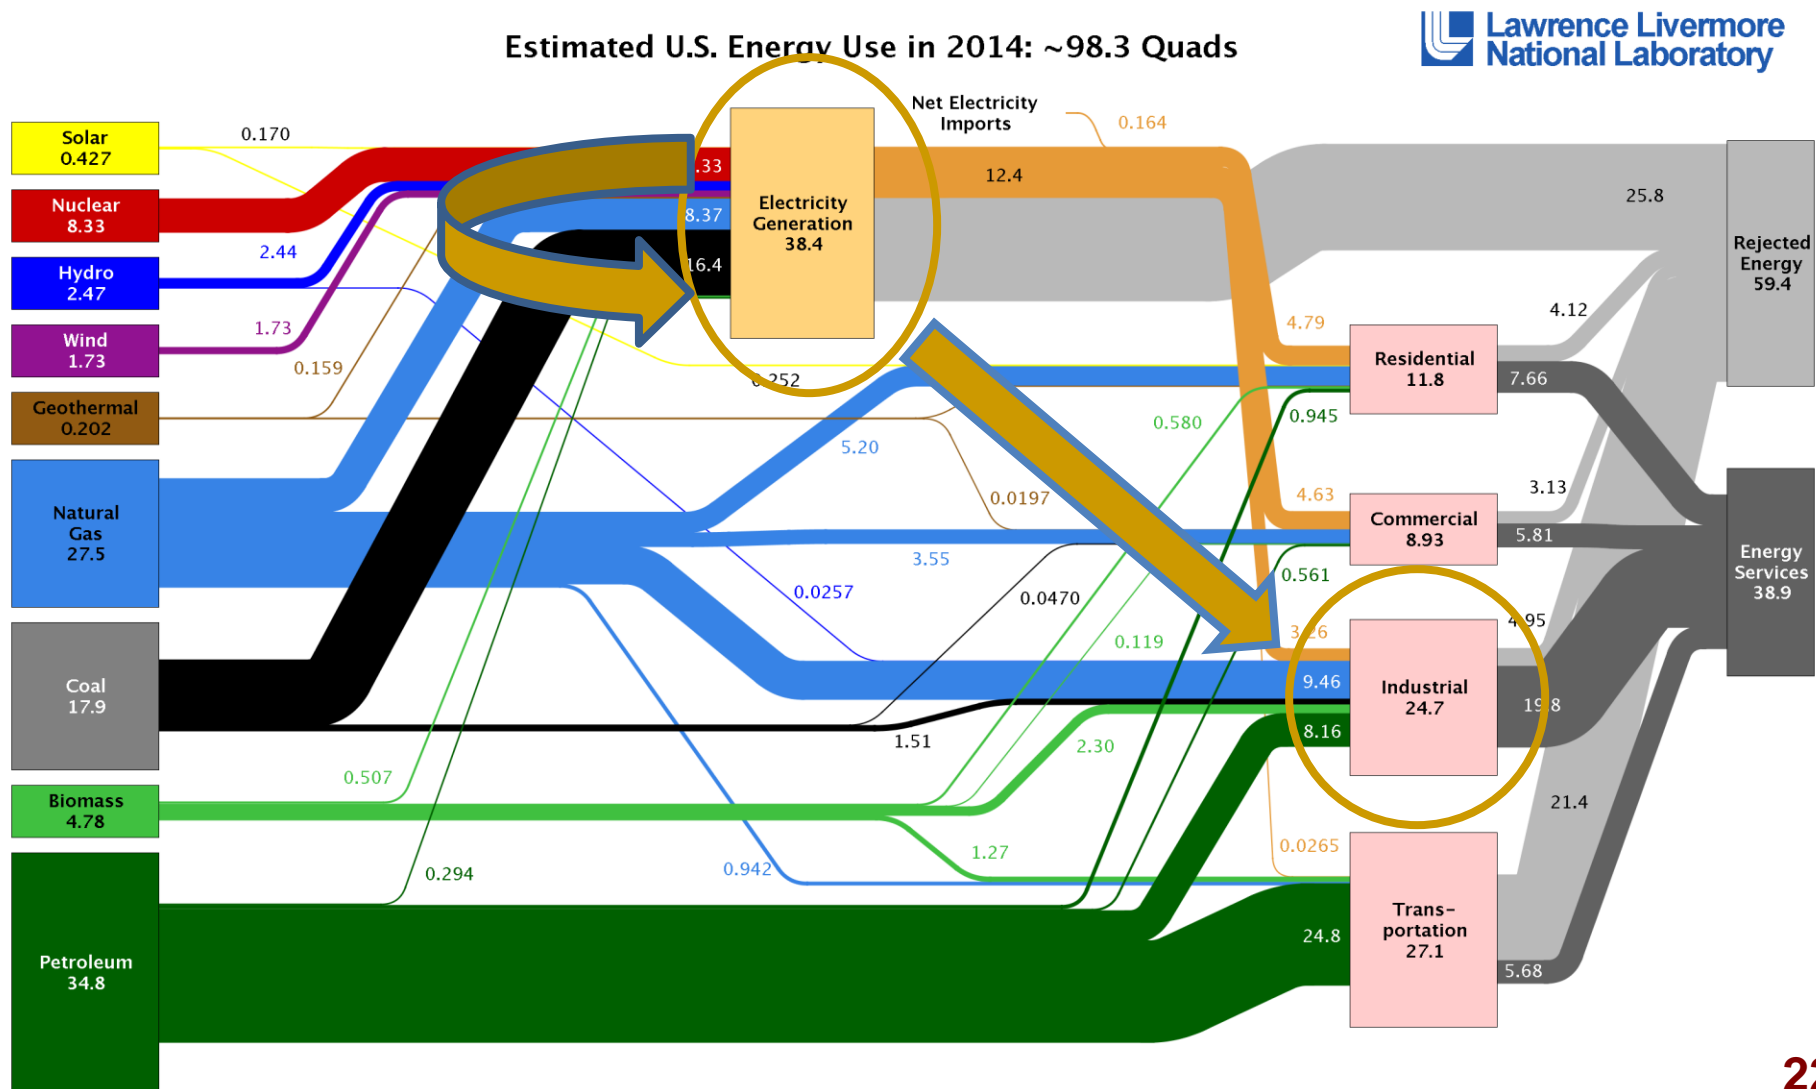 Estimated U.S. Energy Use in 2014: ~98.3 Quads
Lawrence Livermore
National Laboratory
Net Electricity
Imports
0.164
Solar
0.427
0.170
Nuclear
8.33
.33
Hydro
2.47
2.44
Wind
1.73
1.73
Geothermal
0.202
0.159
Natural
Gas
27.5
Coal
17.9
Biomass
4.78
0.507
Petroleum
34.8
0.294
8.37
16.4
Electricity
Generation
38.4
12.4
25.8
0.252
5.20
3.55
0.0197
0.0257
0.0470
0.580
0.119
1.51
2.30
1.27
0.942
4.79
0.945
4.63
0.561
9.46
8.16
0.0265
24.8
Residential
11.8
Commercial
8.93
Industrial
24.7
Trans-
portation
27.1
4.12
7.66
3.13
5.81
4.95
19.8
21.4
5.68
Rejected
Energy
59.4
Energy
Services
38.9